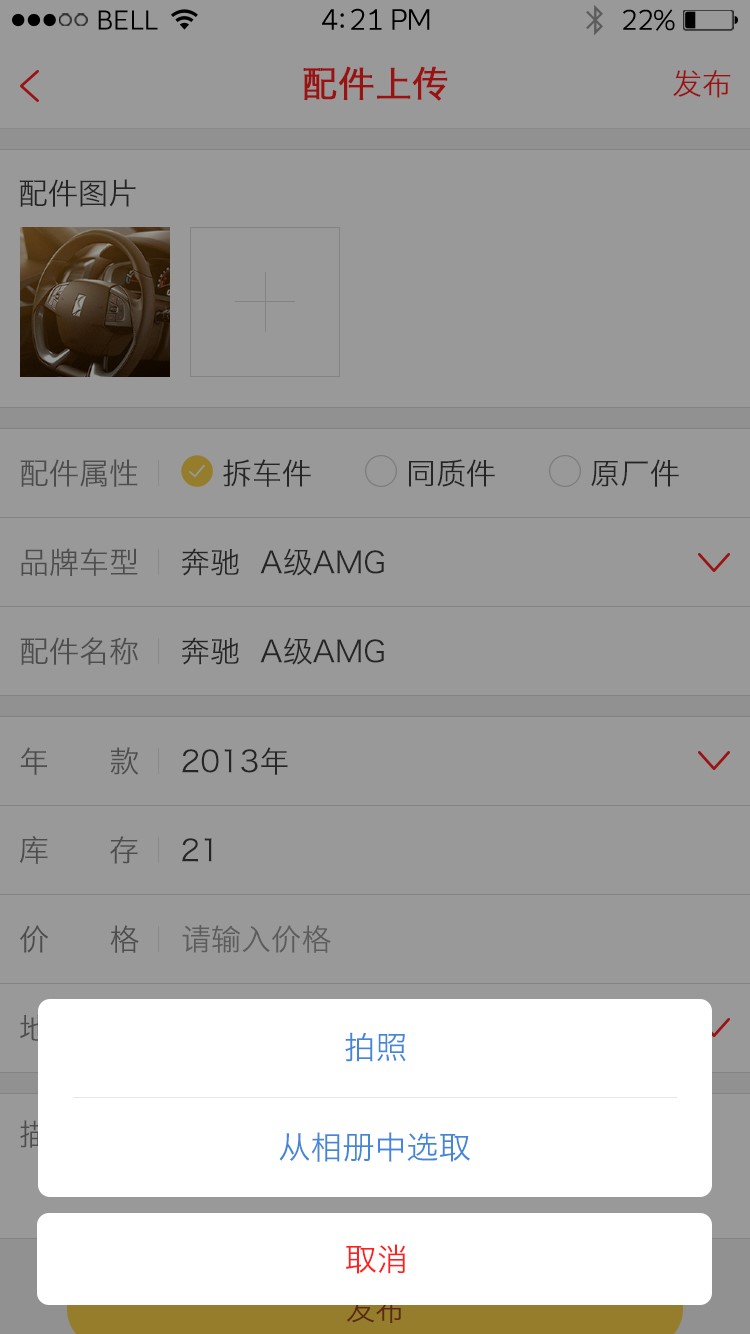 BELL 4:21 PM 22%
配件上传 发布
配件图片
配件属性 拆车件 同质件 原厂件
品牌车型 奔驰 A级AMG
配件名称 奔驰 A级AMG
年 款 2013年
库 存 21
价 格 请输入价格
地
拍照
描
从相册中选取
取消
发布